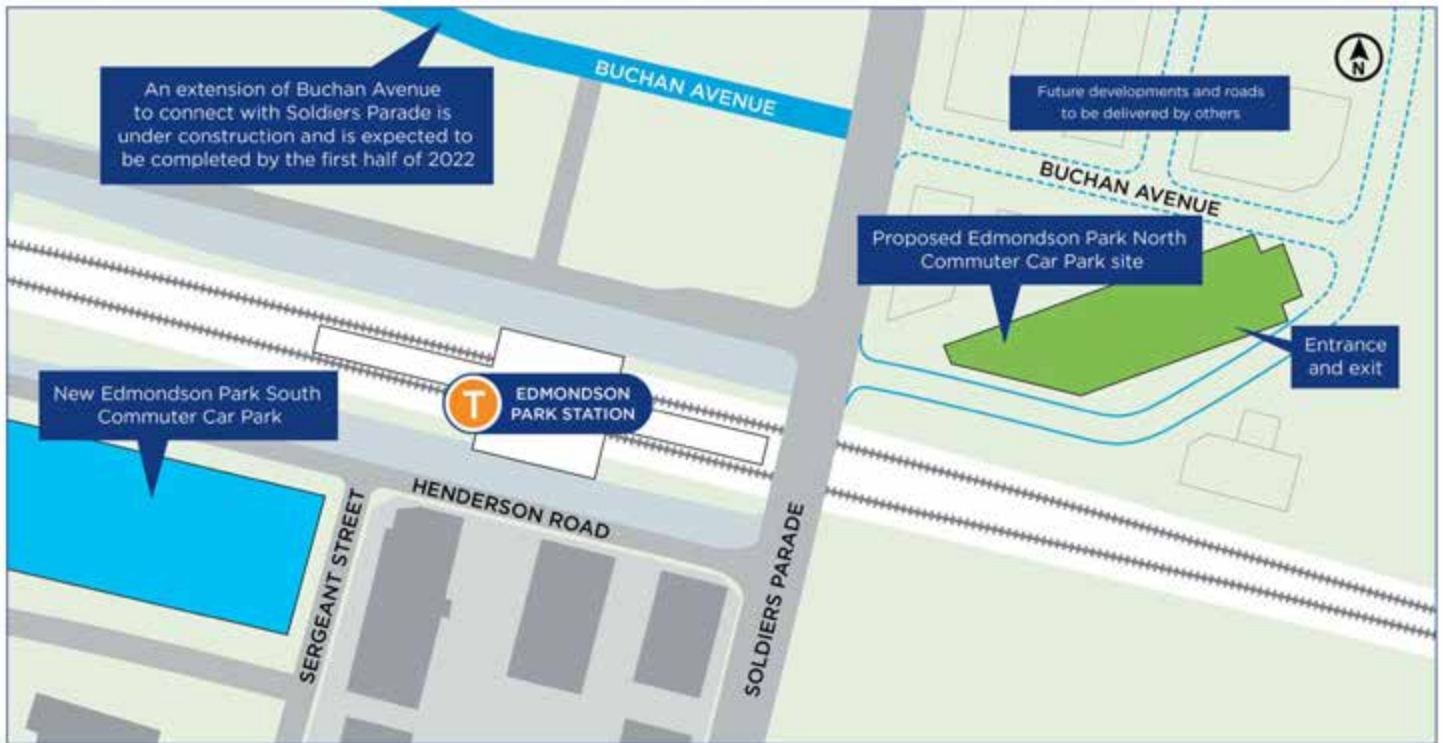 An extension of Buchan Avenue
to connect with Soldiers Parade is
under construction and is expected to
be completed by the first half of 2022
BUCHAN AVENUE
N
Future developments and roads
to be delivered by others
BUCHAN AVENUE
Proposed Edmondson Park North
Commuter Car Park site
Entrance
and exit
New Edmondson Park South
Commuter Car Park
T
EDMONDSON
PARK STATION
HENDERSON ROAD
SERGEANT STREET
SOLDIERS PARADE